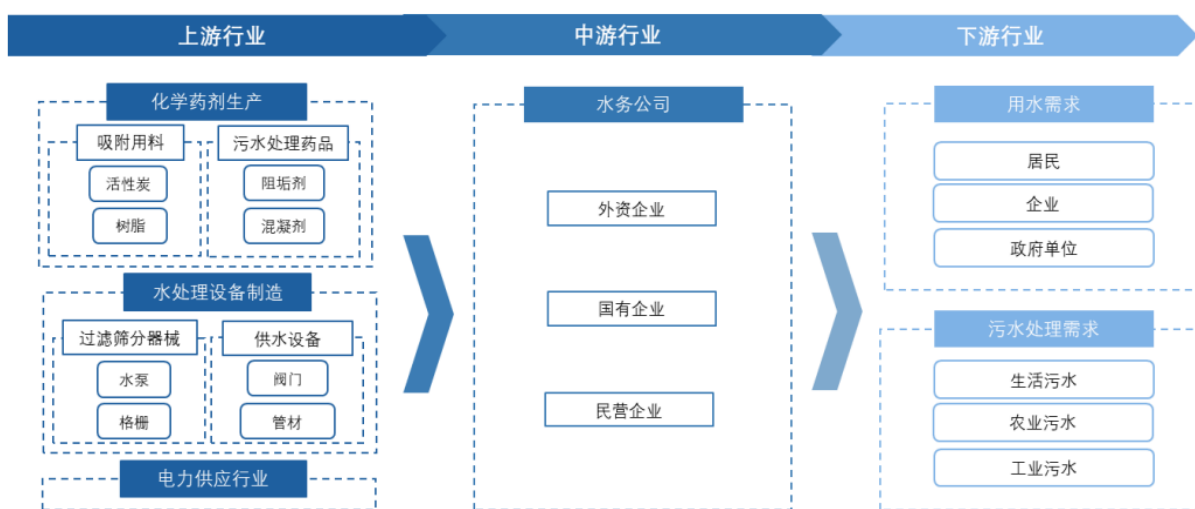 上游行业
中游行业
下游行业
化学药剂生产
吸附用料
活性炭
树脂
污水处理药品
阻垢剂
混凝剂
水处理设备制造
过滤筛分器械
水泵
格栅
供水设备
阀门
管材
电力供应行业
水务公司
外资企业
国有企业
民营企业
用水需求
居民
企业
政府单位
污水处理需求
生活污水
农业污水
工业污水